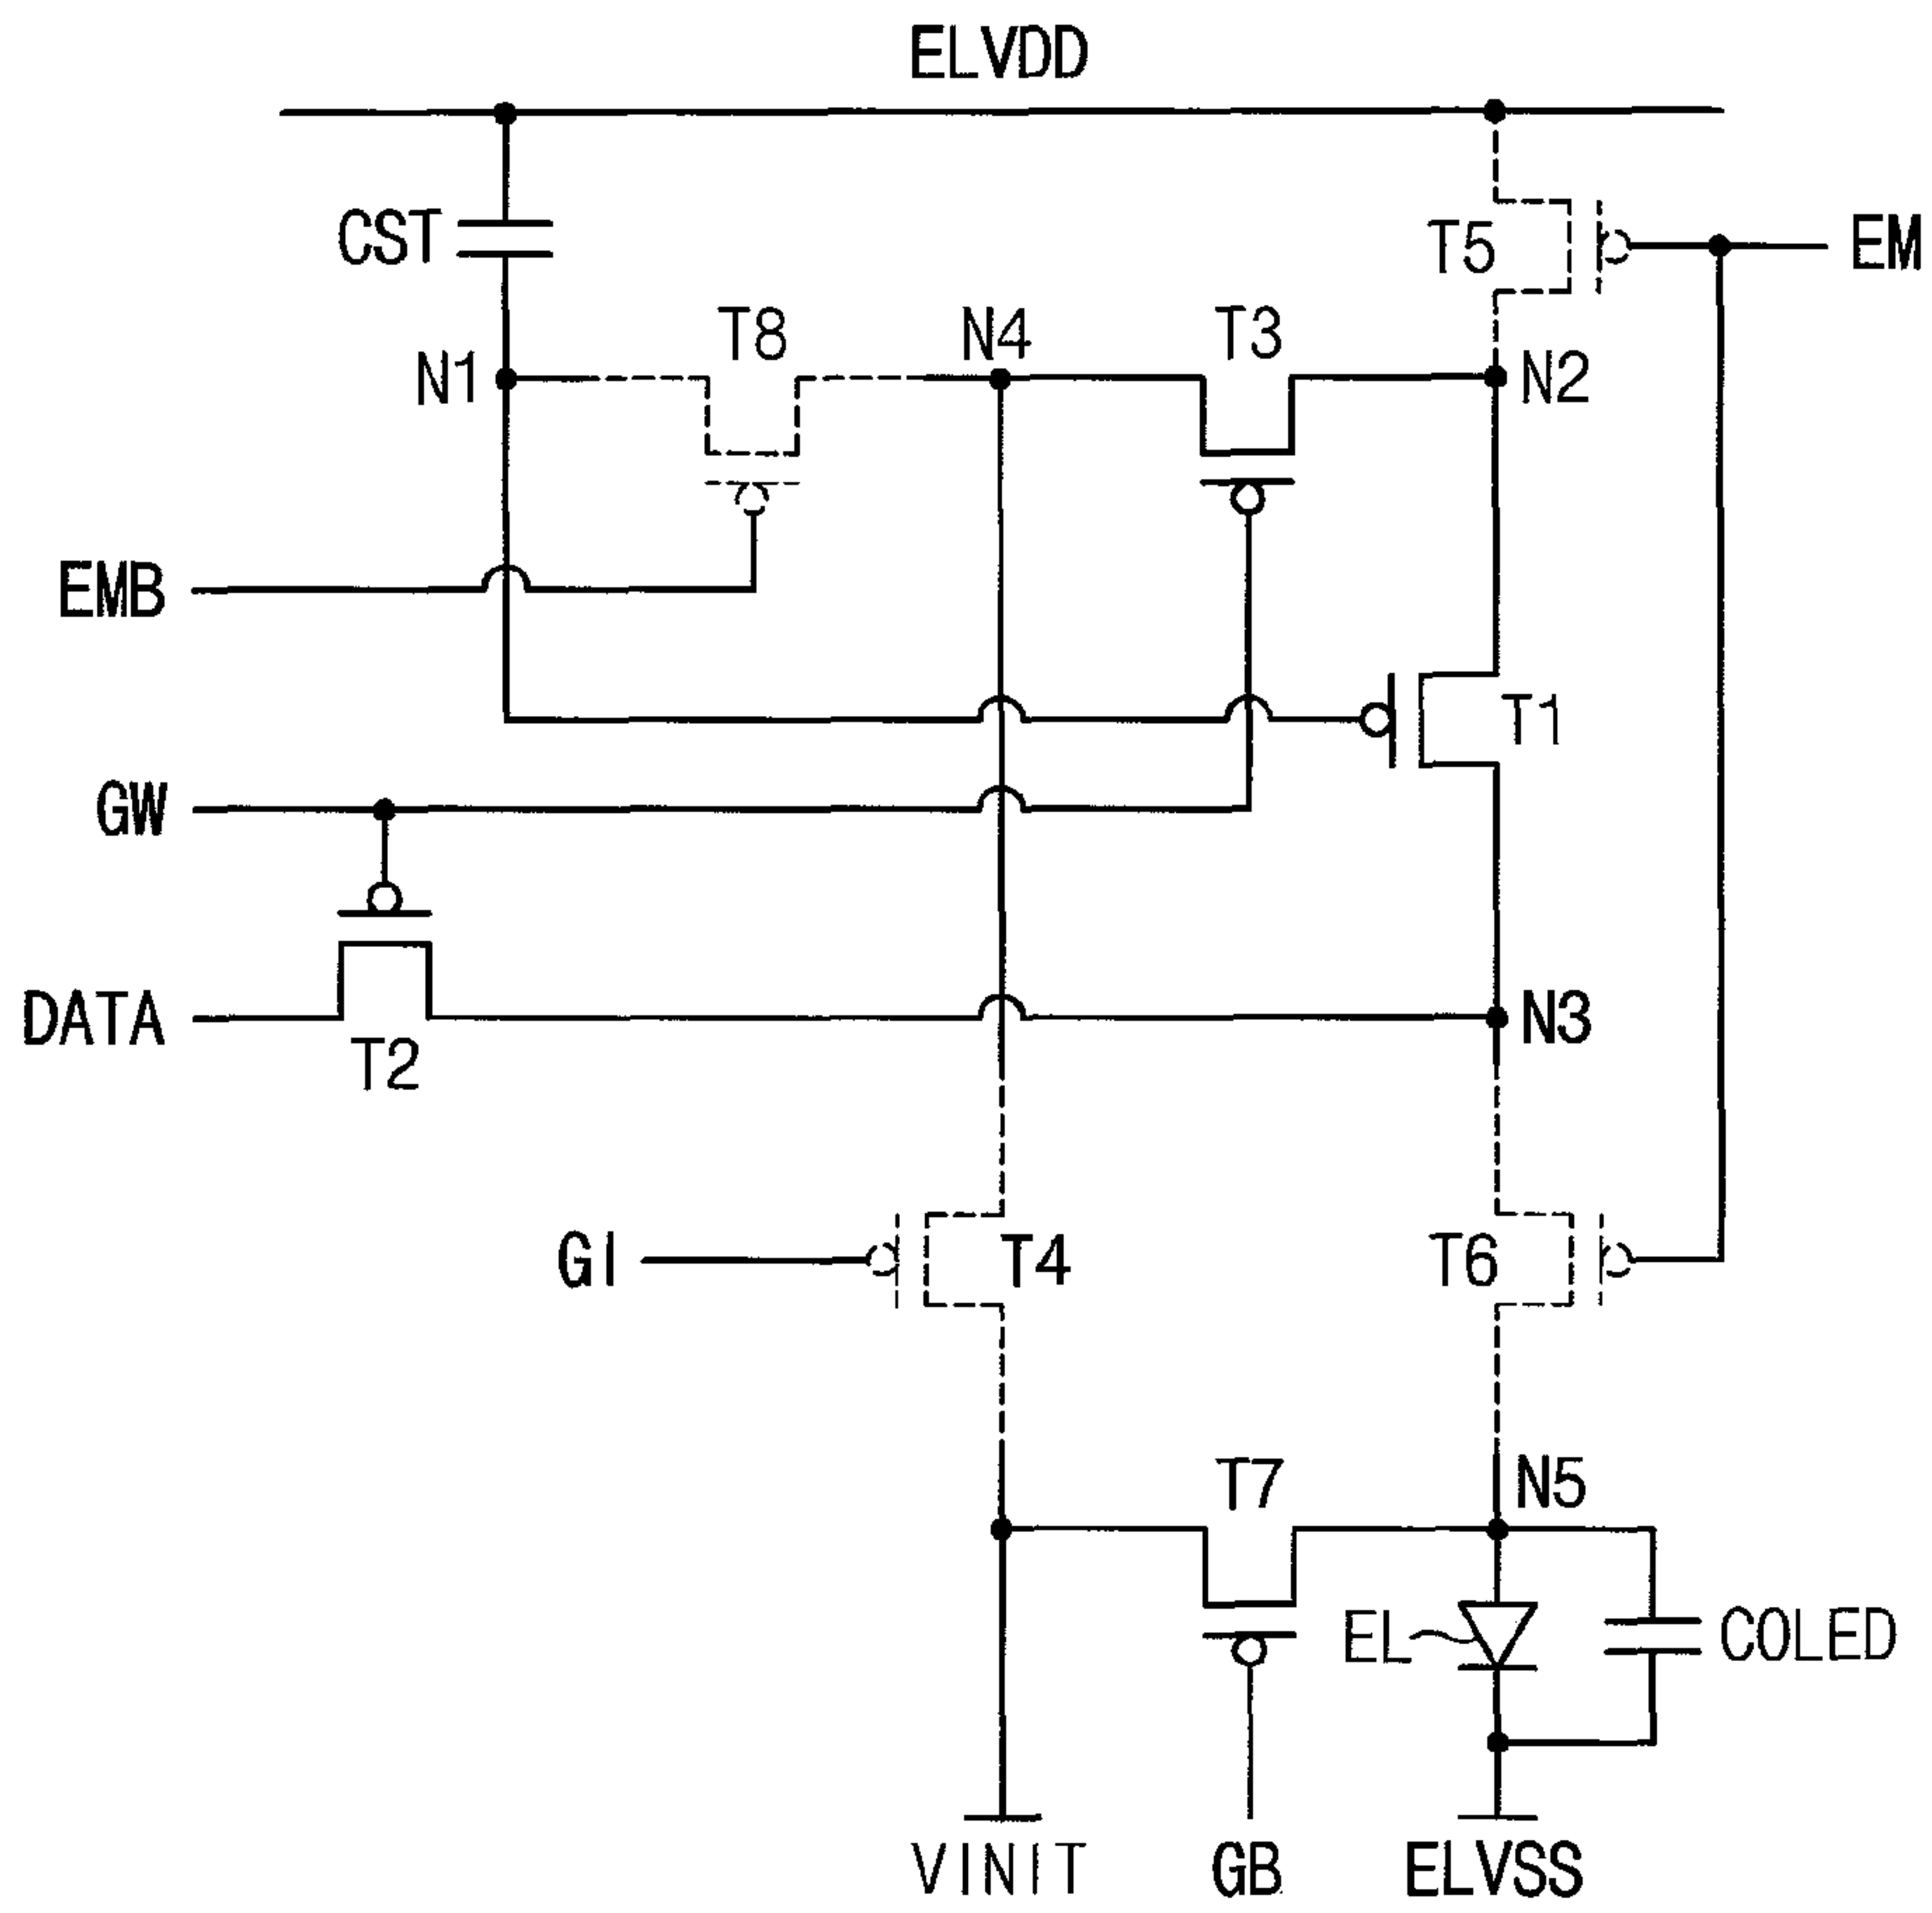 ELVDD
CST
T5
EM
T8
N4
T3
N1
N2
EMB
T1
GW
DATA
N3
T2
GI
T4
T6
T7
N5
EL
COLED
VINIT
GB
ELVSS